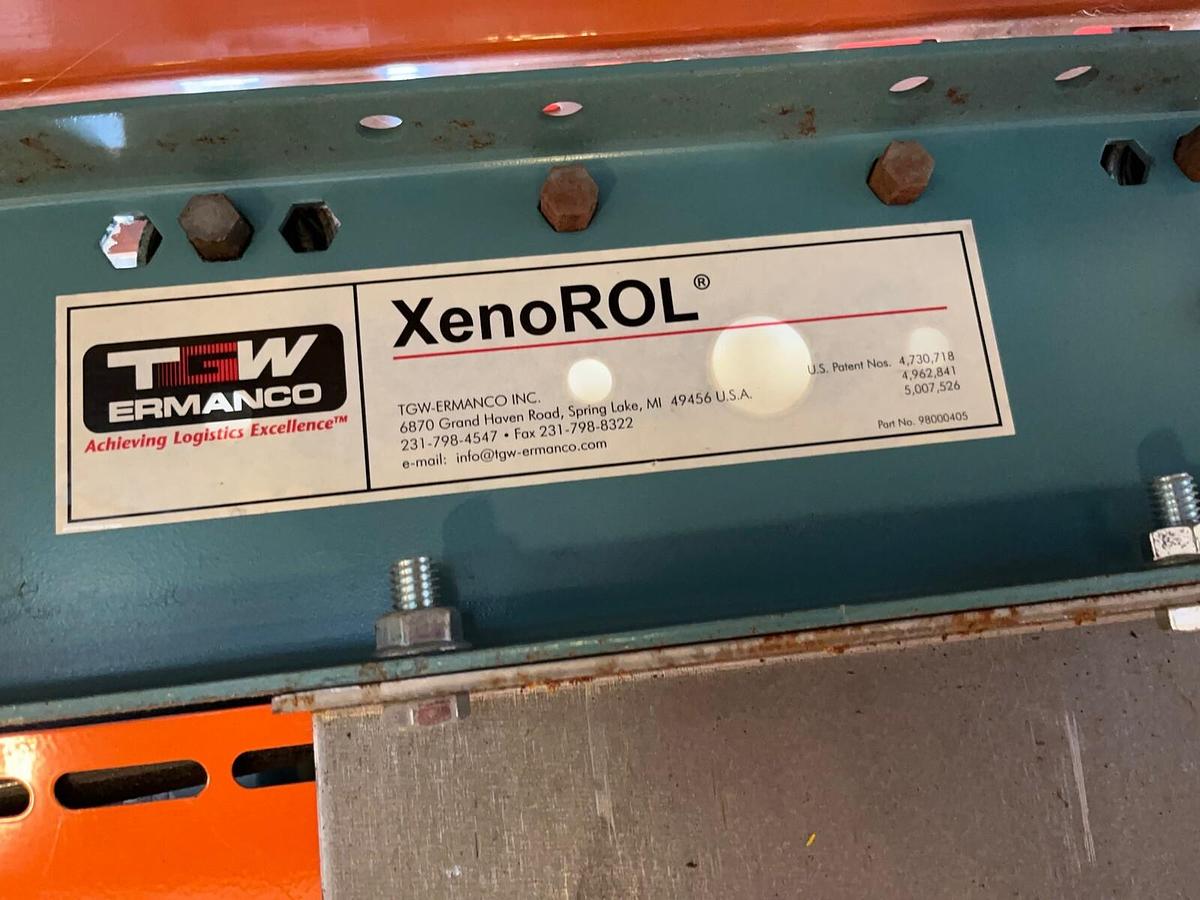 TGW
ERMANCO
Achieving Logistics Excellence™
XenoROL®
TGW-ERMANCO INC.
6870 Grand Haven Road, Spring Lake, MI 49456 U.S.A.
231-798-4547 • Fax 231-798-8322
e-mail: info@tgw-ermanco.com
U.S. Patent Nos. 4,730,718
4,962,841
5,007,526
Part No. 98000405